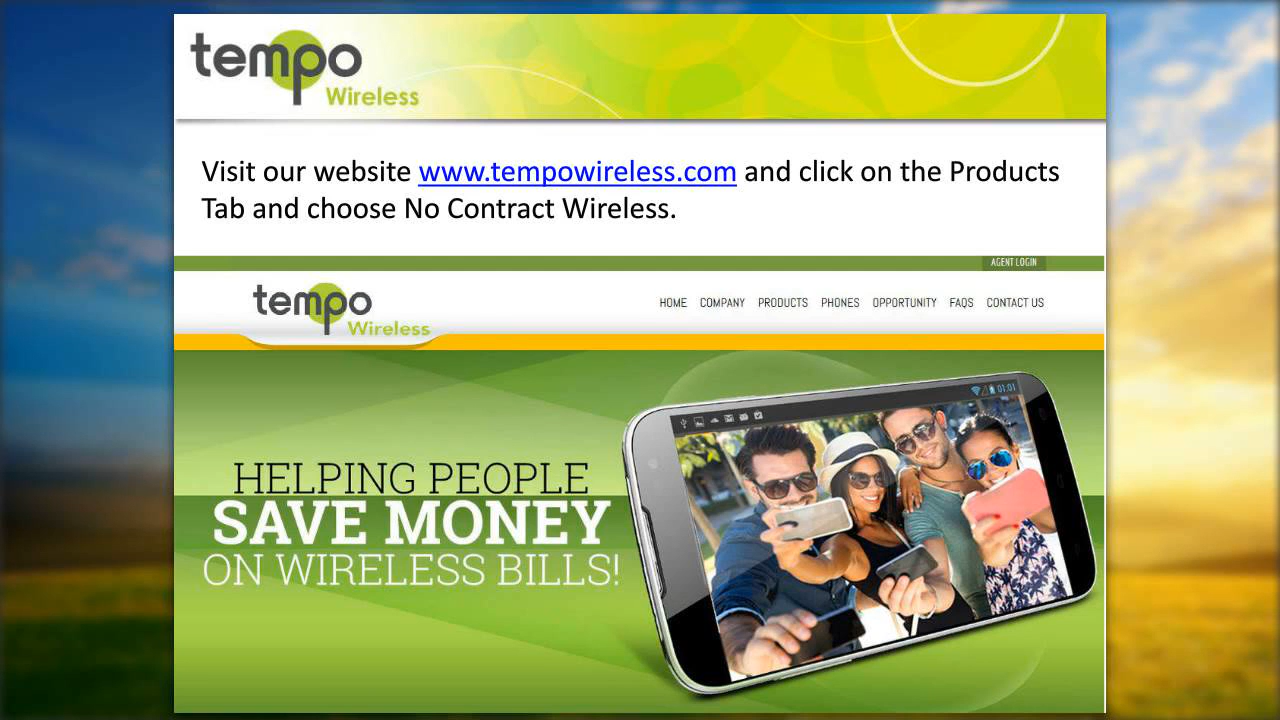 tempo
Wireless
Visit our website www.tempowireless.com and click on the Products
Tab and choose No Contract Wireless.
AGENT LOGIN
tempo
Wireless
HOME COMPANY PRODUCTS PHONES OPPORTUNITY FAQS CONTACT US
01:01
HELPING PEOPLE
SAVE MONEY
ON WIRELESS BILLS!